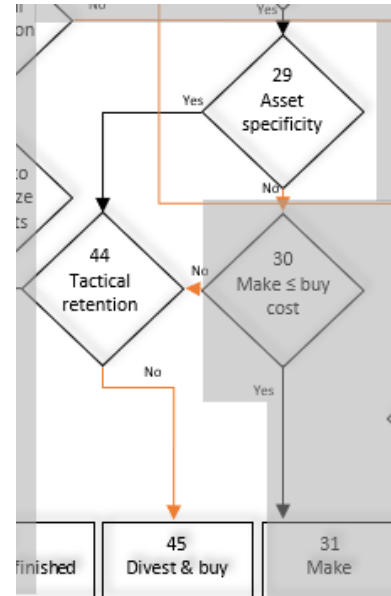 No
on
29
Asset
specificity
Yes
to
ze
ts
No
44
Tactical
retention
No
30
Make ≤ buy
cost
No
Yes
finished
45
Divest & buy
31
Make